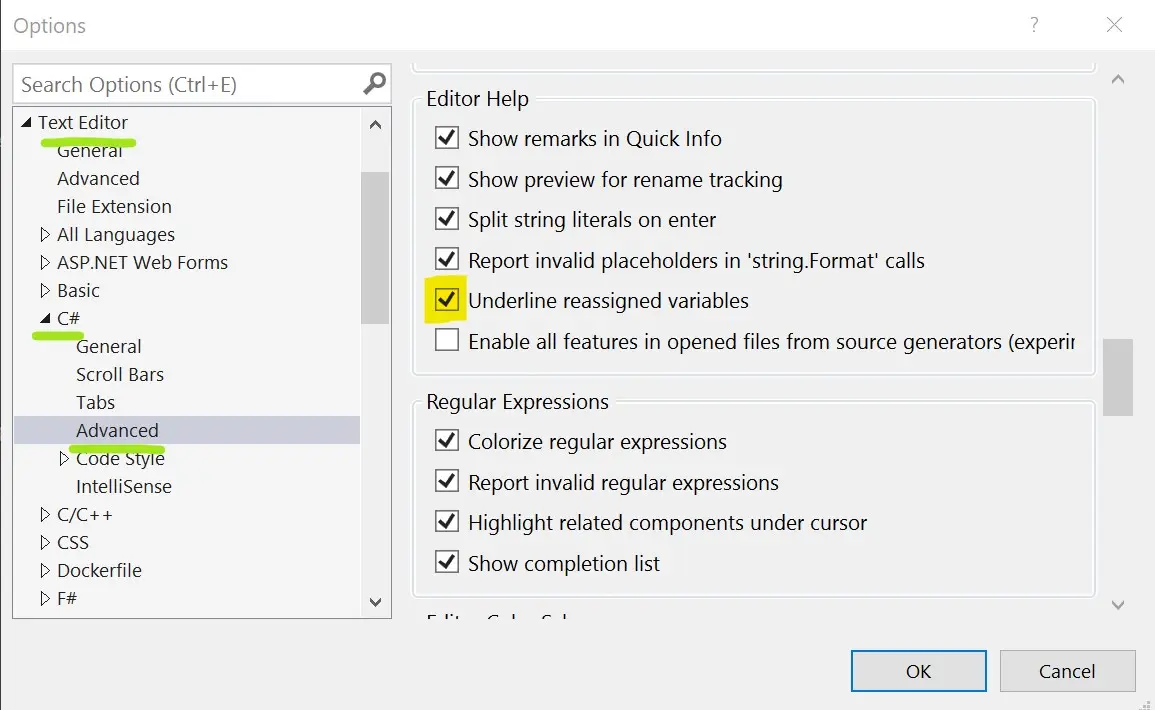 Options
?
Search Options (Ctrl+E)
Text Editor
General
Advanced
File Extension
All Languages
ASP.NET Web Forms
Basic
C#
General
Scroll Bars
Tabs
Advanced
Code Style
IntelliSense
C/C++
CSS
Dockerfile
F#
Editor Help
Show remarks in Quick Info
Show preview for rename tracking
Split string literals on enter
Report invalid placeholders in 'string.Format' calls
Underline reassigned variables
Enable all features in opened files from source generators
Regular Expressions
Colorize regular expressions
Report invalid regular expressions
Highlight related components under cursor
Show completion list
OK
Cancel